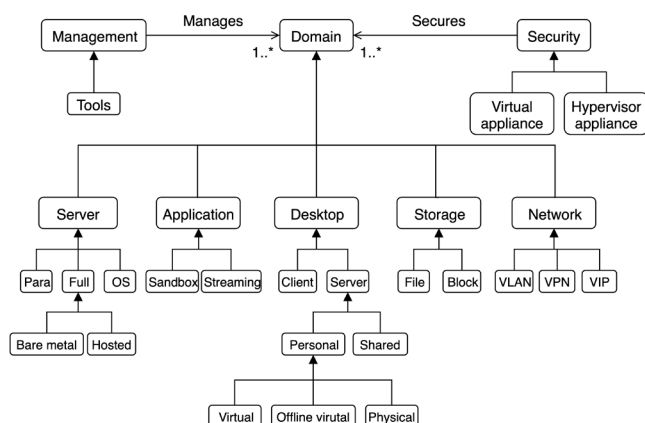 Manages
Secures
Management
Domain
Security
1..*
1..*
Tools
Virtual
appliance
Hypervisor
appliance
Server
Application
Desktop
Storage
Network
Para
Full
OS
Sandbox
Streaming
Client
Server
File
Block
VLAN
VPN
VIP
Bare metal
Hosted
Personal
Shared
Virtual
Offline virutal
Physical